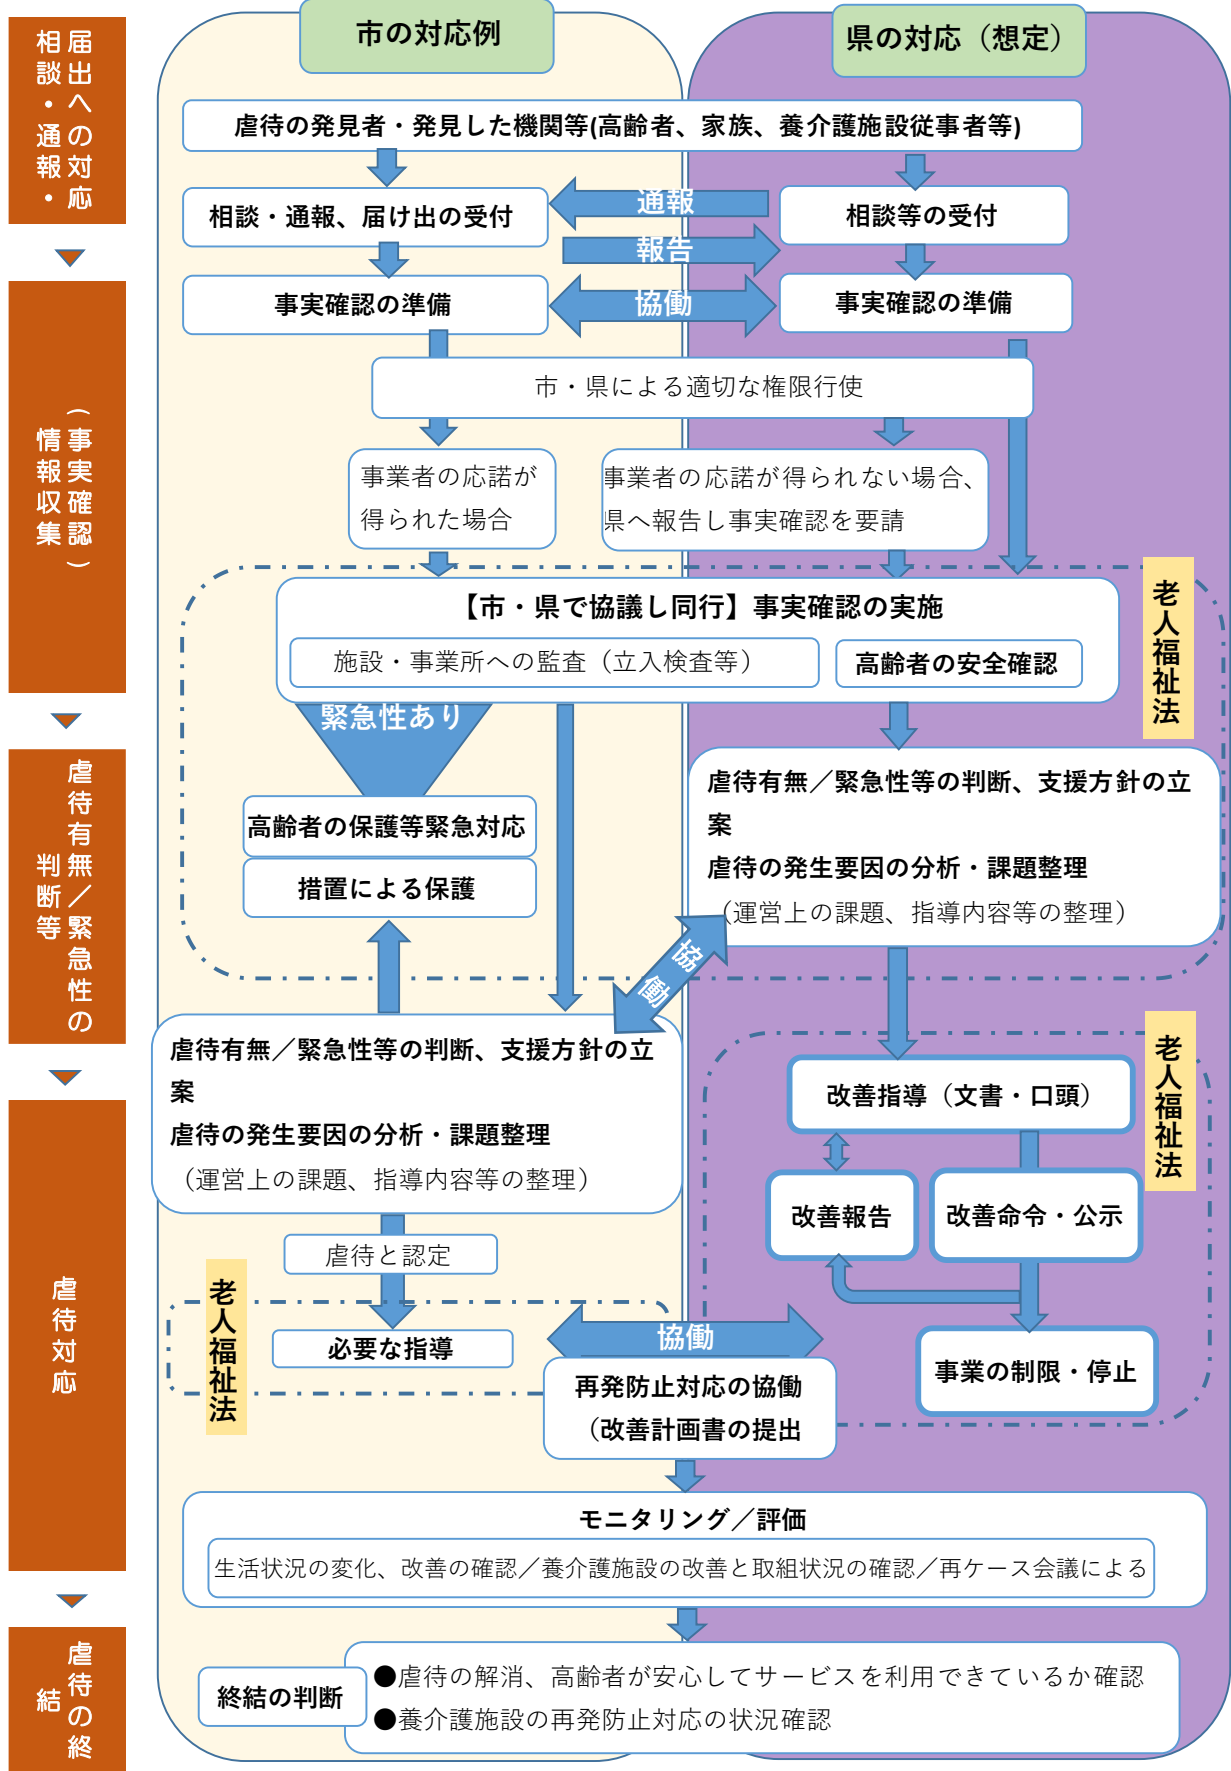 市の対応例
県の対応（想定）
相談・通報・
届出への対応
虐待の発見者・発見した機関等(高齢者、家族、養介護施設従事者等)
相談・通報、届け出の受付
通報
相談等の受付
報告
事実確認の準備
協働
事実確認の準備
情報収集
（事実確認）
市・県による適切な権限行使
事業者の応諾が
得られた場合
事業者の応諾が得られない場合、
県へ報告し事実確認を要請
老人福祉法
【市・県で協議し同行】事実確認の実施
施設・事業所への監査（立入検査等）
高齢者の安全確認
緊急性あり
虐待有無／緊急性の
判断等
高齢者の保護等緊急対応
措置による保護
虐待有無／緊急性等の判断、支援方針の立
案
虐待の発生要因の分析・課題整理
（運営上の課題、指導内容等の整理）
協働
虐待有無／緊急性等の判断、支援方針の立
案
虐待の発生要因の分析・課題整理
（運営上の課題、指導内容等の整理）
老人福祉法
改善指導（文書・口頭）
改善報告
改善命令・公示
虐待対応
虐待と認定
老人福祉法
必要な指導
協働
事業の制限・停止
再発防止対応の協働
（改善計画書の提出
モニタリング／評価
生活状況の変化、改善の確認／養介護施設の改善と取組状況の確認／再ケース会議による
虐待の終
結
終結の判断
●虐待の解消、高齢者が安心してサービスを利用できているか確認
●養介護施設の再発防止対応の状況確認